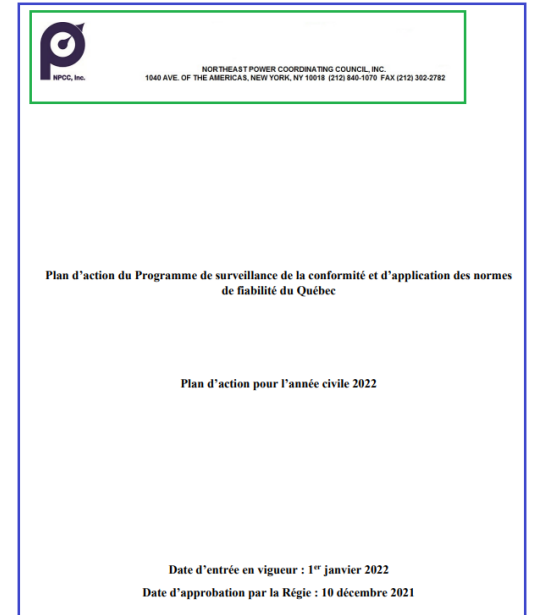 NPCC, Inc.
NORTHEAST POWER COORDINATING COUNCIL, INC.
1040 AVE. OF THE AMERICAS, NEW YORK, NY 10018 (212) 840-1070 FAX (212) 302-2782
Plan d’action du Programme de surveillance de la conformité et d’application des normes
de fiabilité du Québec
Plan d’action pour l’année civile 2022
Date d’entrée en vigueur : 1er janvier 2022
Date d’approbation par la Régie : 10 décembre 2021